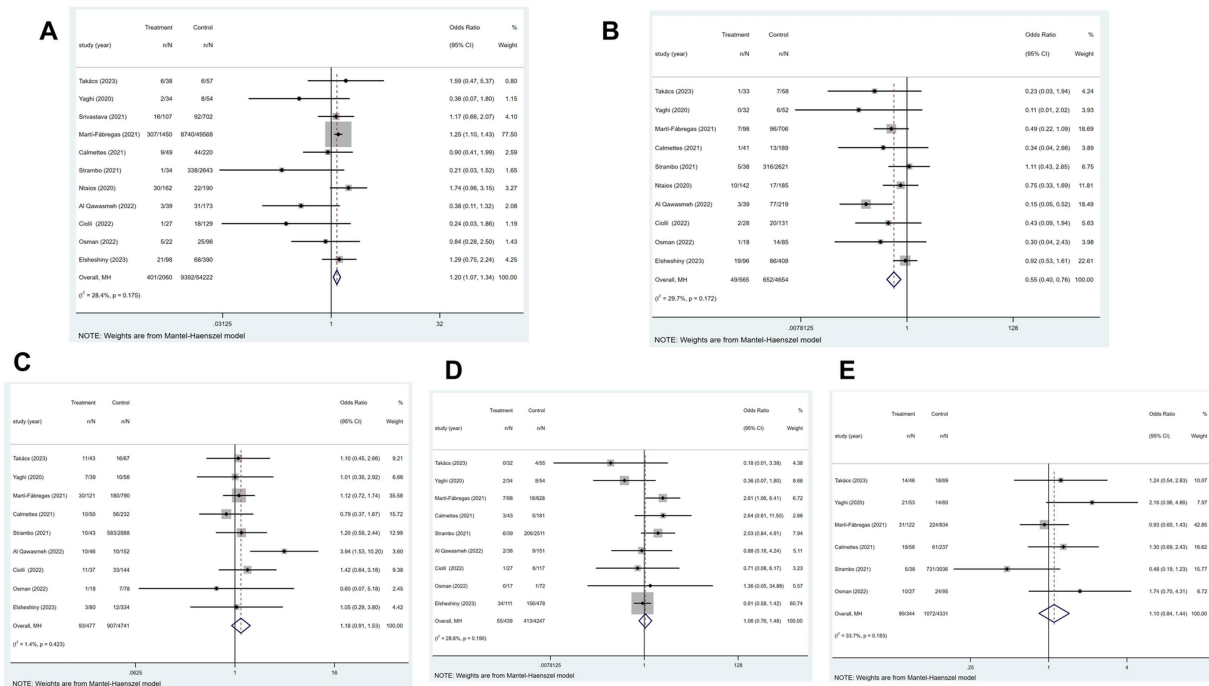 A
Treatment Control Odds Ratio %
study (year) n/N n/N (95% CI) Weight
Takács (2023) 6/38 6/57 1.59 (0.47, 5.37) 0.80
Yaghi (2020) 2/34 8/54 0.36 (0.07, 1.80) 1.15
Srivastava (2021) 16/107 92/702 1.17 (0.66, 2.07) 4.10
Martí-Fábregas (2021) 307/1450 8740/49568 1.25 (1.10, 1.43) 77.50
Calmettes (2021) 9/49 44/220 0.90 (0.41, 1.99) 2.59
Strambo (2021) 1/34 338/2643 0.21 (0.03, 1.52) 1.65
Ntaios (2020) 30/162 22/190 1.74 (0.96, 3.15) 3.27
Al Qawasmeh (2022) 3/39 31/173 0.38 (0.11, 1.32) 2.08
Ciolli (2022) 1/27 18/129 0.24 (0.03, 1.86) 1.19
Osman (2022) 5/22 25/96 0.84 (0.28, 2.50) 1.43
Elsheshiny (2023) 21/98 68/390 1.29 (0.75, 2.24) 4.25
Overall, MH 401/2060 9392/54222 1.20 (1.07, 1.34) 100.00
(I² = 28.4%, p = 0.175)
.03125 1 32
NOTE: Weights are from Mantel-Haenszel model
B
Treatment Control Odds Ratio %
study (year) n/N n/N (95% CI) Weight
Takács (2023) 1/33 7/58 0.23 (0.03, 1.94) 4.24
Yaghi (2020) 0/32 6/52 0.11 (0.01, 2.02) 3.93
Martí-Fábregas (2021) 7/98 96/706 0.49 (0.22, 1.09) 18.69
Calmettes (2021) 1/41 13/189 0.34 (0.04, 2.66) 3.89
Strambo (2021) 5/38 316/2621 1.11 (0.43, 2.85) 6.75
Ntaios (2020) 10/142 17/185 0.75 (0.33, 1.69) 11.81
Al Qawasmeh (2022) 3/39 77/219 0.15 (0.05, 0.52) 18.49
Ciolli (2022) 2/28 20/131 0.43 (0.09, 1.94) 5.63
Osman (2022) 1/18 14/85 0.30 (0.04, 2.43) 3.98
Elsheshiny (2023) 19/96 86/408 0.92 (0.53, 1.61) 22.61
Overall, MH 49/565 652/4654 0.55 (0.40, 0.76) 100.00
(I² = 29.7%, p = 0.172)
.0078125 1 128
NOTE: Weights are from Mantel-Haenszel model
C
Treatment Control Odds Ratio %
study (year) n/N n/N (95% CI) Weight
Takács (2023) 11/43 16/67 1.10 (0.45, 2.66) 9.21
Yaghi (2020) 7/39 10/56 1.01 (0.35, 2.92) 6.66
Martí-Fábregas (2021) 30/121 180/790 1.12 (0.72, 1.74) 35.58
Calmettes (2021) 10/50 56/232 0.79 (0.37, 1.67) 15.72
Strambo (2021) 10/43 583/2888 1.20 (0.59, 2.44) 12.99
Al Qawasmeh (2022) 10/46 10/152 3.94 (1.53, 10.20) 3.60
Ciolli (2022) 11/37 33/144 1.42 (0.64, 3.18) 9.38
Osman (2022) 1/18 7/78 0.60 (0.07, 5.18) 2.45
Elsheshiny (2023) 3/80 12/334 1.05 (0.29, 3.80) 4.42
Overall, MH 93/477 907/4741 1.18 (0.91, 1.53) 100.00
(I² = 1.4%, p = 0.423)
.0625 1 16
NOTE: Weights are from Mantel-Haenszel model
D
Treatment Control Odds Ratio %
study (year) n/N n/N (95% CI) Weight
Takács (2023) 0/32 4/55 0.18 (0.01, 3.38) 4.38
Yaghi (2020) 2/34 8/54 0.36 (0.07, 1.80) 8.66
Martí-Fábregas (2021) 7/98 18/628 2.61 (1.06, 6.41) 6.72
Calmettes (2021) 3/43 5/181 2.64 (0.61, 11.50) 2.66
Strambo (2021) 6/39 206/2511 2.03 (0.84, 4.91) 7.94
Al Qawasmeh (2022) 2/38 9/151 0.88 (0.18, 4.24) 5.11
Ciolli (2022) 1/27 6/117 0.71 (0.08, 6.17) 3.23
Osman (2022) 0/17 1/72 1.36 (0.05, 34.88) 0.57
Elsheshiny (2023) 34/111 156/478 0.91 (0.58, 1.42) 60.74
Overall, MH 55/439 413/4247 1.06 (0.76, 1.48) 100.00
(I² = 28.6%, p = 0.190)
.0078125 1 128
NOTE: Weights are from Mantel-Haenszel model
E
Treatment Control Odds Ratio %
study (year) n/N n/N (95% CI) Weight
Takács (2023) 14/46 18/69 1.24 (0.54, 2.83) 10.07
Yaghi (2020) 21/53 14/60 2.16 (0.96, 4.86)
Martí-Fábregas (2021) 31/122 224/834 0.93 (0.60, 1.43) 42.85
Calmettes (2021) 18/58 61/237 1.30 (0.69, 2.43) 16.62
Strambo (2021) 5/38 731/3036 0.48 (0.19, 1.23) 15.77
Osman (2022) 10/27 24/95 1.74 (0.70, 4.31) 6.72
Overall, MH 99/344 1072/4331 1.10 (0.84, 1.44) 100.00
(I² = 33.7%, p = 0.183)
.25 1 4
NOTE: Weights are from Mantel-Haenszel model